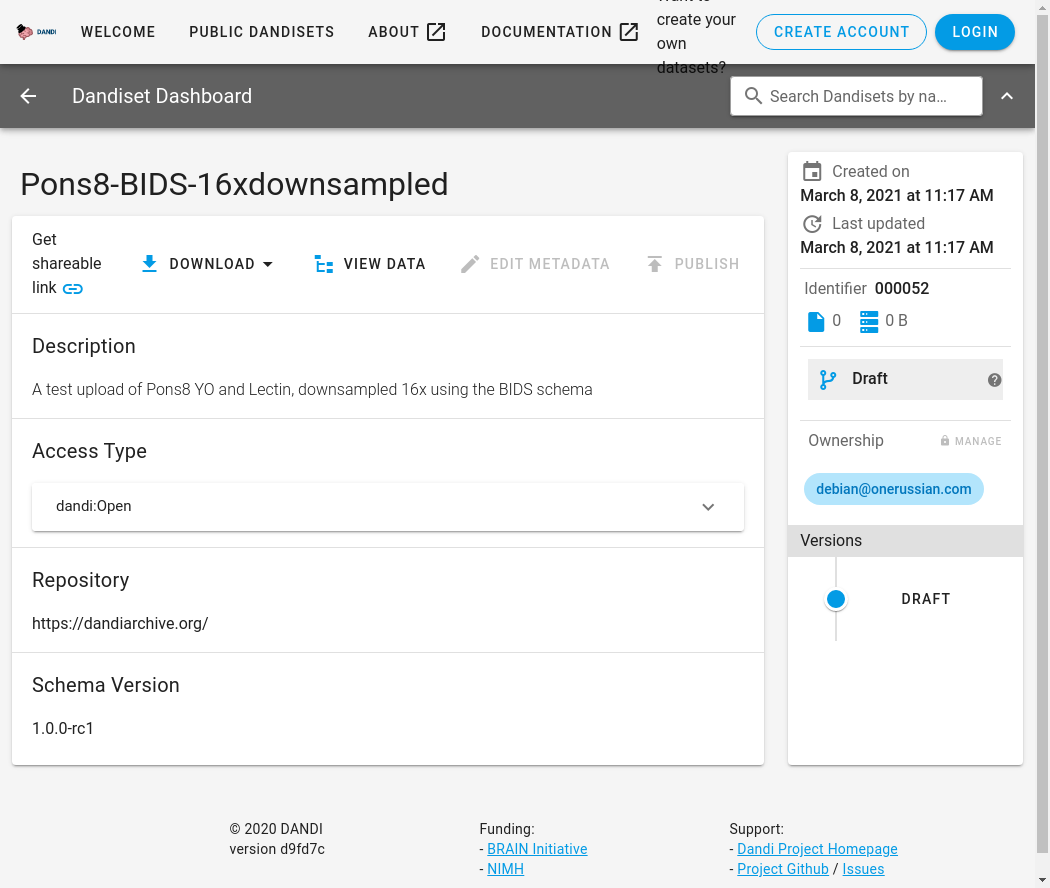 DANDI
WELCOME
PUBLIC DANDISETS
ABOUT
DOCUMENTATION
Want to
create your
own
datasets?
CREATE ACCOUNT
LOGIN
Dandiset Dashboard
Search Dandisets by na...
Pons8-BIDS-16xdownsampled
Get
shareable
link
DOWNLOAD
VIEW DATA
EDIT METADATA
PUBLISH
Description
A test upload of Pons8 YO and Lectin, downsampled 16x using the BIDS schema
Access Type
dandi:Open
Repository
https://dandiarchive.org/
Schema Version
1.0.0-rc1
Created on
March 8, 2021 at 11:17 AM
Last updated
March 8, 2021 at 11:17 AM
Identifier 000052
0 0 B
Draft
Ownership MANAGE
debian@onerussian.com
Versions
DRAFT
© 2020 DANDI
version d9fd7c
Funding:
- BRAIN Initiative
- NIMH
Support:
- Dandi Project Homepage
- Project Github / Issues